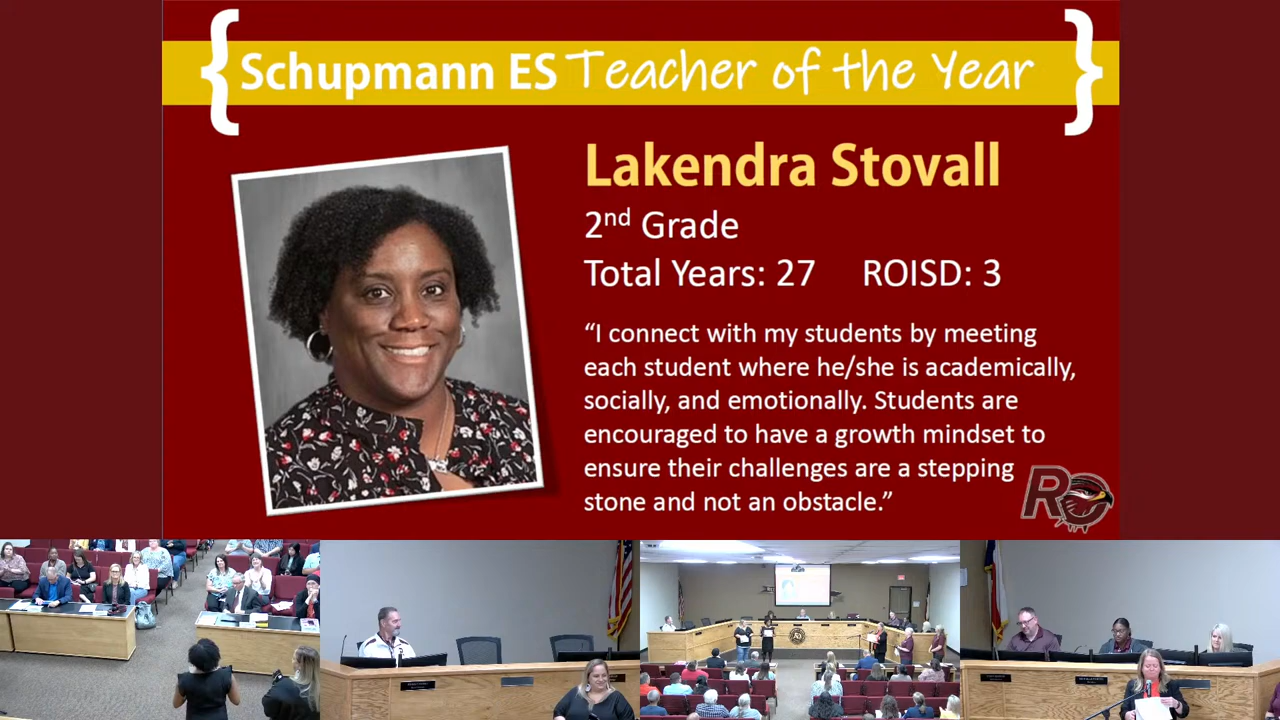 { Schupmann ES Teacher of the Year }
Lakendra Stovall
2nd Grade
Total Years: 27 ROISD: 3
“I connect with my students by meeting
each student where he/she is academically,
socially, and emotionally. Students are
encouraged to have a growth mindset to
ensure their challenges are a stepping
stone and not an obstacle.”
RO